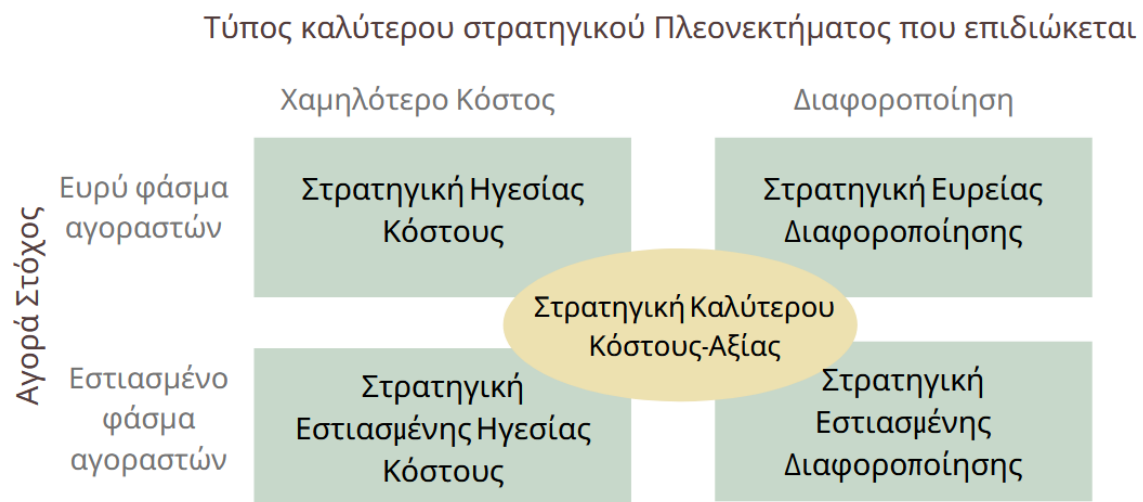 Τύπος καλύτερου στρατηγικού Πλεονεκτήματος που επιδιώκεται
Χαμηλότερο Κόστος
Διαφοροποίηση
Αγορά Στόχος
Ευρύ φάσμα
αγοραστών
Στρατηγική Ηγεσίας
Κόστους
Στρατηγική Ευρείας
Διαφοροποίησης
Στρατηγική Καλύτερου
Κόστους-Αξίας
Εστιασμένο
φάσμα
αγοραστών
Στρατηγική
Εστιασμένης Ηγεσίας
Κόστους
Στρατηγική
Εστιασμένης
Διαφοροποίησης